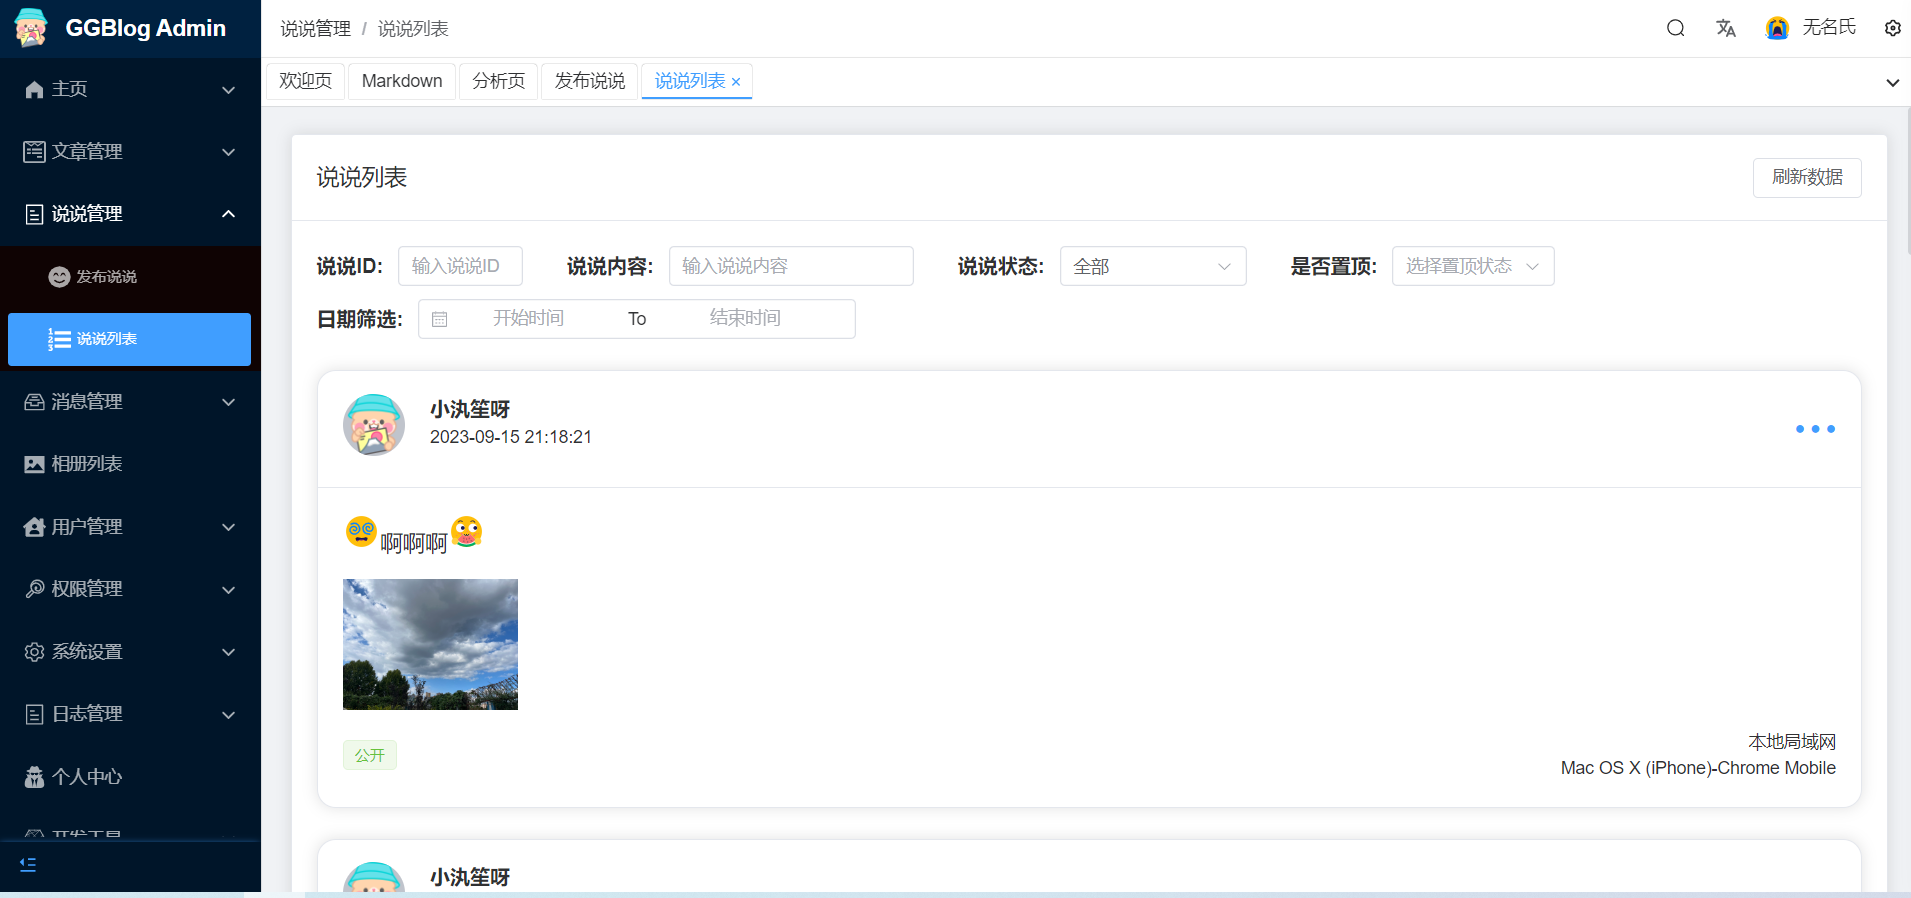 GGBlog Admin
说说管理 / 说说列表
无名氏
欢迎页
Markdown
分析页
发布说说
说说列表 ×
主页
文章管理
说说管理
发布说说
说说列表
消息管理
相册列表
用户管理
权限管理
系统设置
日志管理
个人中心
开发工具
说说列表
刷新数据
说说ID: 输入说说ID
说说内容: 输入说说内容
说说状态: 全部
是否置顶: 选择置顶状态
日期筛选: 开始时间 To 结束时间
小氿笙呀
2023-09-15 21:18:21
啊啊啊
公开
本地局域网
Mac OS X (iPhone)-Chrome Mobile
小氿笙呀